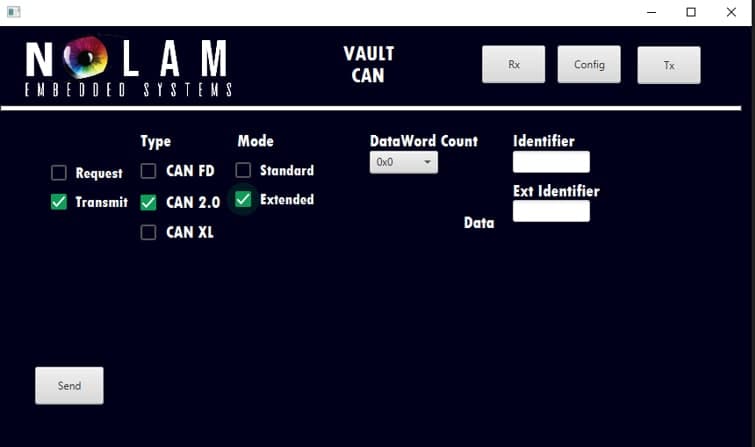 NOLAM
EMBEDDED SYSTEMS
VAULT
CAN
Rx
Config
Tx
Type
Mode
DataWord Count
Identifier
Request
CAN FD
Standard
0x0
Ext Identifier
Transmit
CAN 2.0
Extended
Data
CAN XL
Send